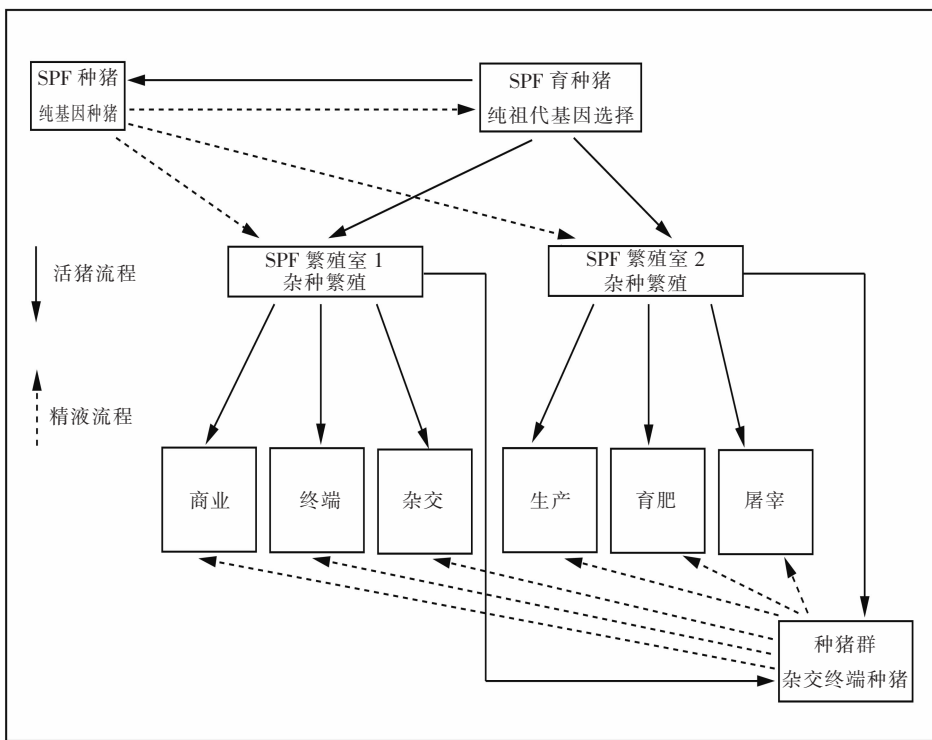 SPF 种猪
纯基因种猪
SPF 育种猪
纯祖代基因选择
SPF 繁殖室 1
杂种繁殖
SPF 繁殖室 2
杂种繁殖
活猪流程
精液流程
商业
终端
杂交
生产
育肥
屠宰
种猪群
杂交终端种猪